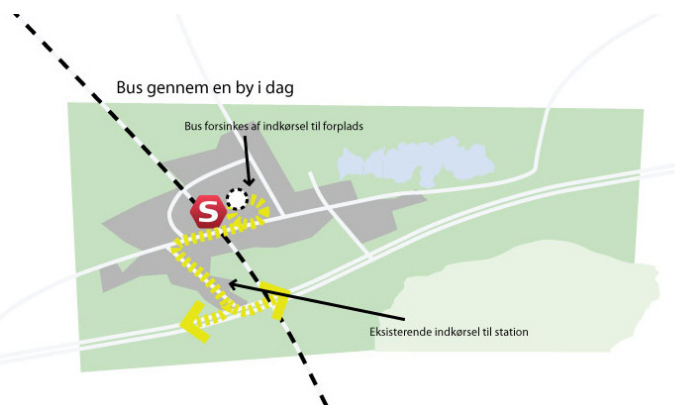 Bus gennem en by i dag
Bus forsinkes af indkørsel til forplads
S
Eksisterende indkørsel til station